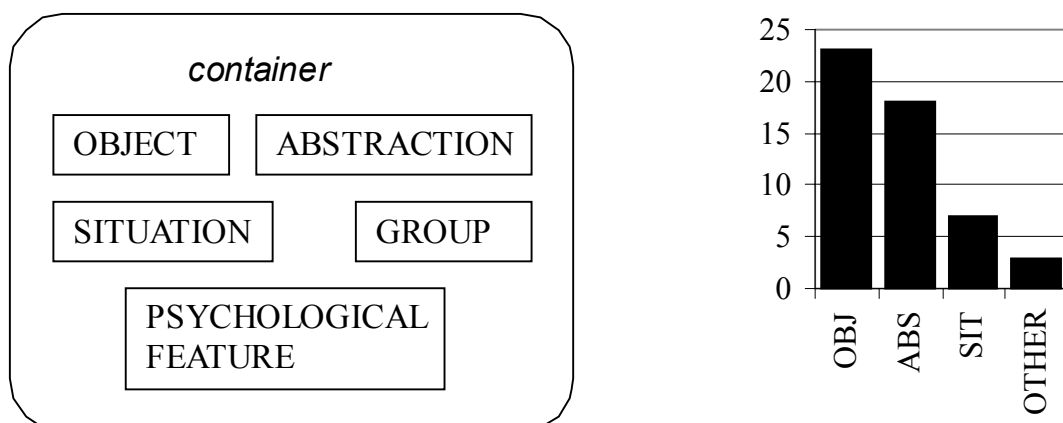 container
OBJECT
ABSTRACTION
SITUATION
GROUP
PSYCHOLOGICAL
FEATURE
25
20
15
10
5
0
OBJ
ABS
SIT
OTHER